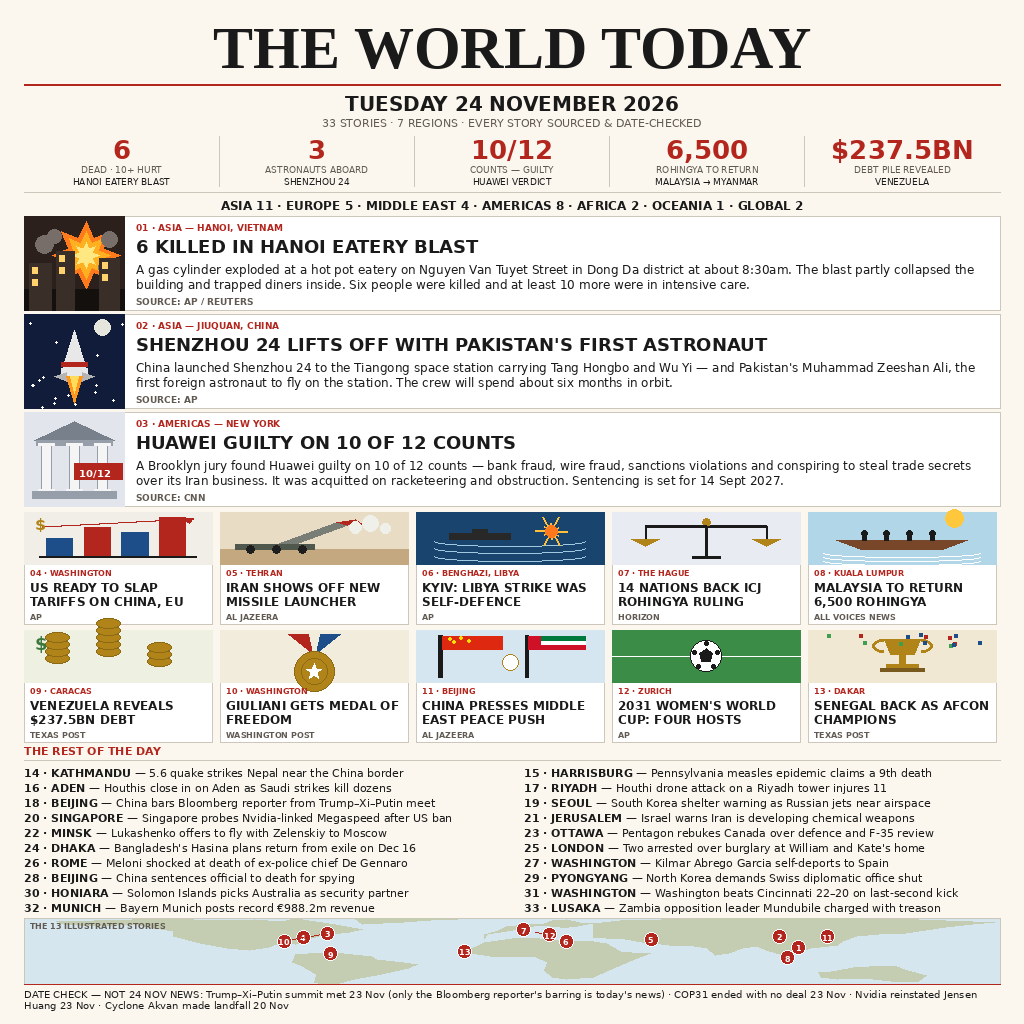 THE WORLD TODAY
TUESDAY 24 NOVEMBER 2026
33 STORIES · 7 REGIONS · EVERY STORY SOURCED & DATE-CHECKED
6
DEAD · 10+ HURT
HANOI EATERY BLAST
3
ASTRONAUTS ABOARD
SHENZHOU 24
10/12
COUNTS — GUILTY
HUAWEI VERDICT
6,500
ROHINGYA TO RETURN
MALAYSIA → MYANMAR
$237.5BN
DEBT PILE REVEALED
VENEZUELA
ASIA 11 · EUROPE 5 · MIDDLE EAST 4 · AMERICAS 8 · AFRICA 2 · OCEANIA 1 · GLOBAL 2
01 · ASIA — HANOI, VIETNAM
6 KILLED IN HANOI EATERY BLAST
A gas cylinder exploded at a hot pot eatery on Nguyen Van Tuyet Street in Dong Da district at about 8:30am. The blast partly collapsed the
building and trapped diners inside. Six people were killed and at least 10 more were in intensive care.
SOURCE: AP / REUTERS
02 · ASIA — JIUQUAN, CHINA
SHENZHOU 24 LIFTS OFF WITH PAKISTAN'S FIRST ASTRONAUT
China launched Shenzhou 24 to the Tiangong space station carrying Tang Hongbo and Wu Yi — and Pakistan's Muhammad Zeeshan Ali, the
first foreign astronaut to fly on the station. The crew will spend about six months in orbit.
SOURCE: AP
10/12
03 · AMERICAS — NEW YORK
HUAWEI GUILTY ON 10 OF 12 COUNTS
A Brooklyn jury found Huawei guilty on 10 of 12 counts — bank fraud, wire fraud, sanctions violations and conspiring to steal trade secrets
over its Iran business. It was acquitted on racketeering and obstruction. Sentencing is set for 14 Sept 2027.
SOURCE: CNN
$
04 · WASHINGTON
US READY TO SLAP
TARIFFS ON CHINA, EU
AP
05 · TEHRAN
IRAN SHOWS OFF NEW
MISSILE LAUNCHER
AL JAZEERA
06 · BENGHAZI, LIBYA
KYIV: LIBYA STRIKE WAS
SELF-DEFENCE
AP
07 · THE HAGUE
14 NATIONS BACK ICJ
ROHINGYA RULING
HORIZON
08 · KUALA LUMPUR
MALAYSIA TO RETURN
6,500 ROHINGYA
ALL VOICES NEWS
$
09 · CARACAS
VENEZUELA REVEALS
$237.5BN DEBT
TEXAS POST
10 · WASHINGTON
GIULIANI GETS MEDAL OF
FREEDOM
WASHINGTON POST
11 · BEIJING
CHINA PRESSES MIDDLE
EAST PEACE PUSH
AL JAZEERA
12 · ZURICH
2031 WOMEN'S WORLD
CUP: FOUR HOSTS
AP
13 · DAKAR
SENEGAL BACK AS AFCON
CHAMPIONS
TEXAS POST
THE REST OF THE DAY
14 · KATHMANDU — 5.6 quake strikes Nepal near the China border
15 · HARRISBURG — Pennsylvania measles epidemic claims a 9th death
16 · ADEN — Houthis close in on Aden as Saudi strikes kill dozens
17 · RIYADH — Houthi drone attack on a Riyadh tower injures 11
18 · BEIJING — China bars Bloomberg reporter from Trump–Xi–Putin meet
19 · SEOUL — South Korea shelter warning as Russian jets near airspace
20 · SINGAPORE — Singapore probes Nvidia-linked Megaspeed after US ban
21 · JERUSALEM — Israel warns Iran is developing chemical weapons
22 · MINSK — Lukashenko offers to fly with Zelenskiy to Moscow
23 · OTTAWA — Pentagon rebukes Canada over defence and F-35 review
24 · DHAKA — Bangladesh's Hasina plans return from exile on Dec 16
25 · LONDON — Two arrested over burglary at William and Kate's home
26 · ROME — Meloni shocked at death of ex-police chief De Gennaro
27 · WASHINGTON — Kilmar Abrego Garcia self-deports to Spain
28 · BEIJING — China sentences official to death for spying
29 · PYONGYANG — North Korea demands Swiss diplomatic office shut
30 · HONIARA — Solomon Islands picks Australia as security partner
31 · WASHINGTON — Washington beats Cincinnati 22–20 on last-second kick
32 · MUNICH — Bayern Munich posts record €988.2m revenue
33 · LUSAKA — Zambia opposition leader Mundubile charged with treason
THE 13 ILLUSTRATED STORIES
10 4 3 9 13 7 12 6 5 2 1 8 11
DATE CHECK — NOT 24 NOV NEWS: Trump–Xi–Putin summit met 23 Nov (only the Bloomberg reporter's barring is today's news) · COP31 ended with no deal 23 Nov · Nvidia reinstated Jensen
Huang 23 Nov · Cyclone Akvan made landfall 20 Nov